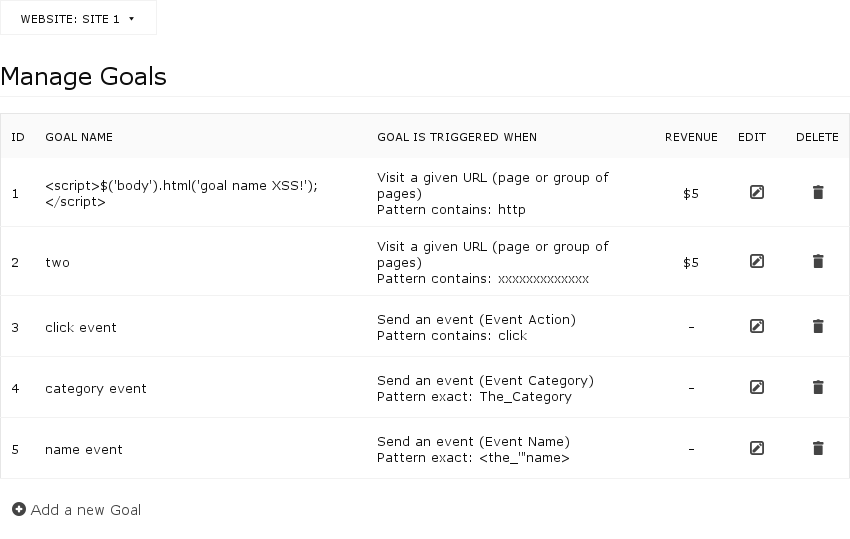 WEBSITE: SITE 1
Manage Goals
ID GOAL NAME GOAL IS TRIGGERED WHEN REVENUE EDIT DELETE
1 <script>$('body').html('goal name XSS!');
</script>
Visit a given URL (page or group of
pages)
Pattern contains: http
$5
2 two
Visit a given URL (page or group of
pages)
Pattern contains: xxxxxxxxxxxxx
$5
3 click event
Send an event (Event Action)
Pattern contains: click
-
4 category event
Send an event (Event Category)
Pattern exact: The_Category
-
5 name event
Send an event (Event Name)
Pattern exact: <the_'"name>
-
Add a new Goal